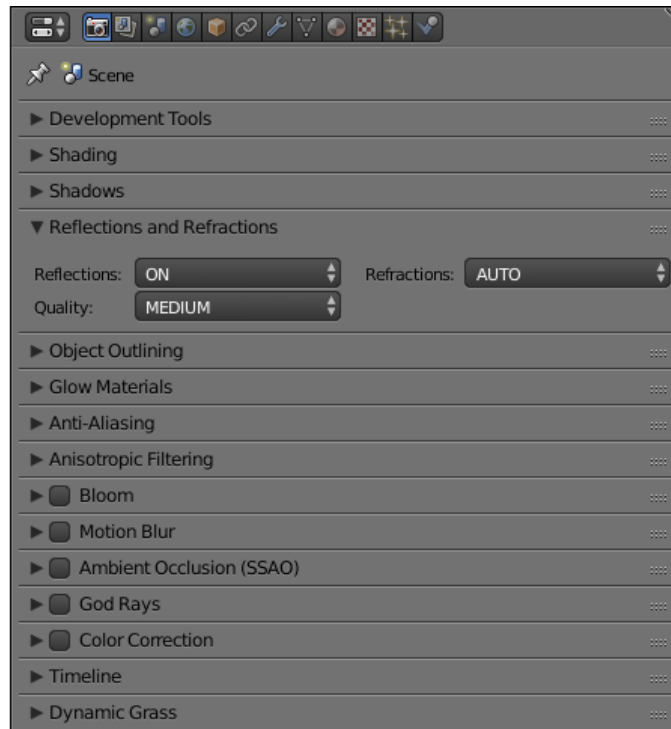 Scene
Development Tools
Shading
Shadows
Reflections and Refractions
Reflections: ON Refractions: AUTO
Quality: MEDIUM
Object Outlining
Glow Materials
Anti-Aliasing
Anisotropic Filtering
Bloom
Motion Blur
Ambient Occlusion (SSAO)
God Rays
Color Correction
Timeline
Dynamic Grass